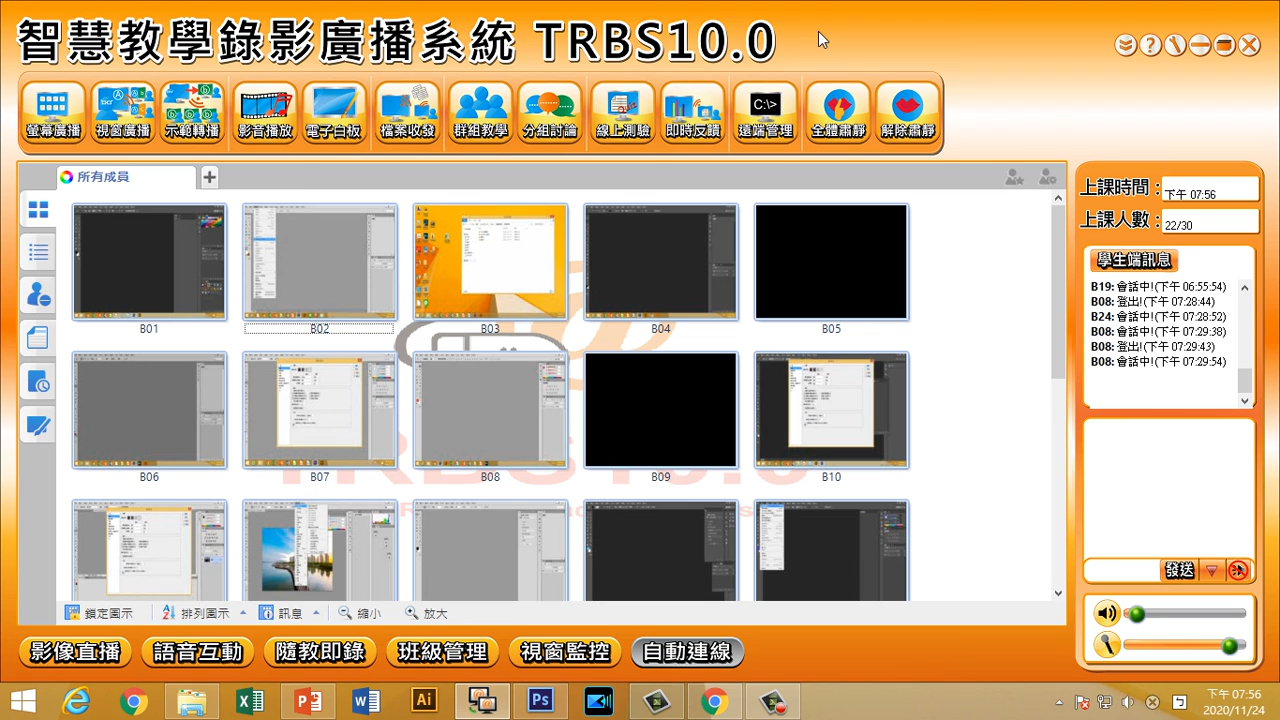 智慧教學錄影廣播系統 TRBS10.0
螢幕廣播 視窗廣播 示範轉播 影音播放 電子白板 檔案收發 群組教學 分組討論 線上測驗 即時反饋 遠端管理 全體肅靜 解除肅靜
C:\>
所有成員
上課時間：下午 07:56
上課人數：22/30
學生端訊息
B19: 會話中!(下午 06:55:54)
B08: 登出!(下午 07:28:44)
B24: 會話中!(下午 07:28:52)
B08: 會話中!(下午 07:29:28)
B08: 登出!(下午 07:29:43)
B08: 會話中!(下午 07:29:54)
B01 B02 B03 B04 B05
B06 B07 B08 B09 B10
發送
鎖定圖示 排列圖示 訊息 縮小 放大
影像直播 語音互動 隨教即錄 班級管理 視窗監控 自動連線
Ai Ps
下午 07:56
2020/11/24